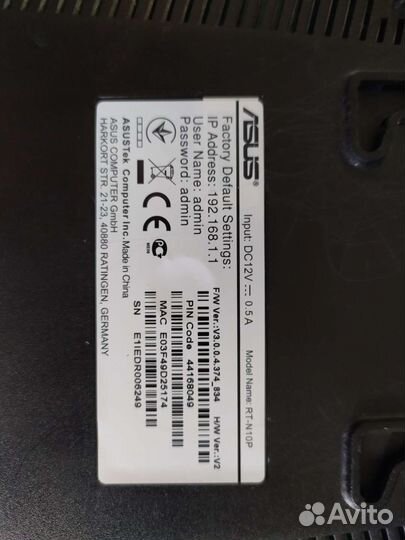 ASUS®
Input: DC12V 0.5A
Model Name: RT-N10P
Factory Default Settings:
IP Address: 192.168.1.1
User Name: admin
Password: admin
F/W Ver.:V3.0.0.4.374_834
H/W Ver.:V2
PIN Code 44168049
MAC E03F49D25174
SN E1IEDR006249
CE
ASUSTek Computer Inc. Made in China
ASUS COMPUTER GmbH
HARKORT STR. 21-23, 40880 RATINGEN, GERMANY
Avito